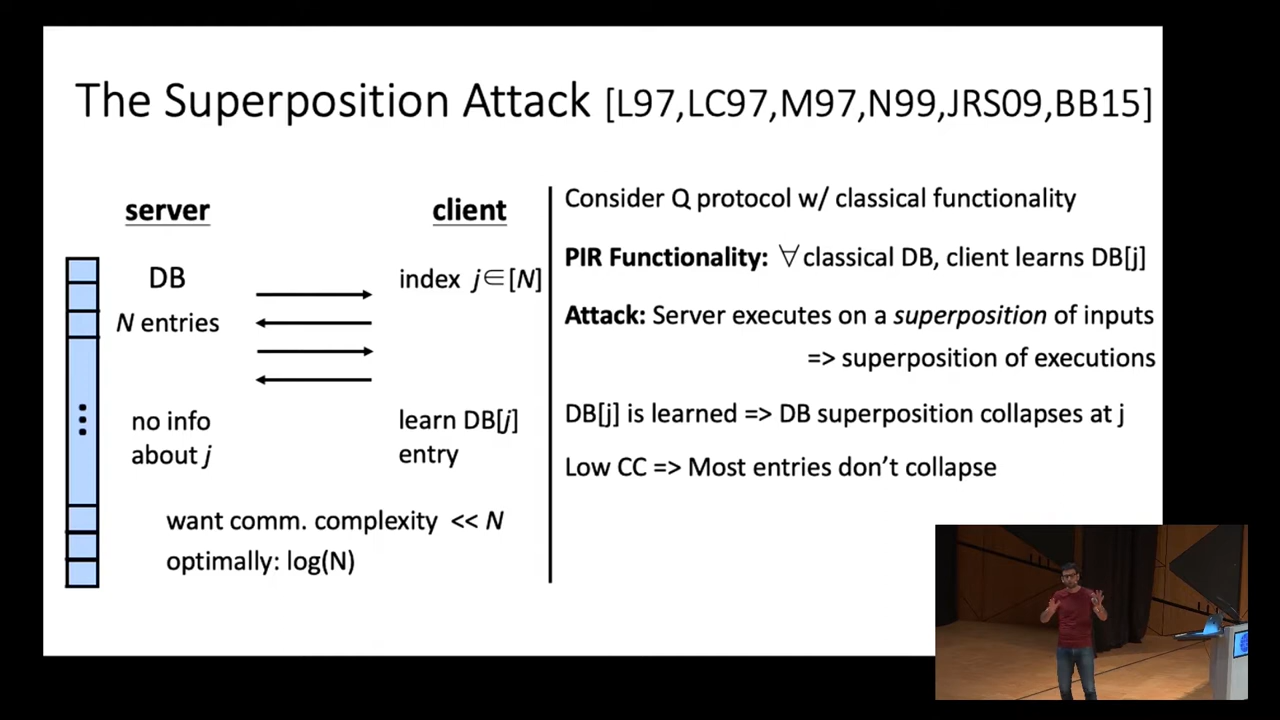 The Superposition Attack [L97,LC97,M97,N99,JRS09,BB15]
server
client
DB
N entries
index j∈[N]
no info
about j
learn DB[j]
entry
want comm. complexity << N
optimally: log(N)
Consider Q protocol w/ classical functionality
PIR Functionality: ∀ classical DB, client learns DB[j]
Attack: Server executes on a superposition of inputs
=> superposition of executions
DB[j] is learned => DB superposition collapses at j
Low CC => Most entries don't collapse